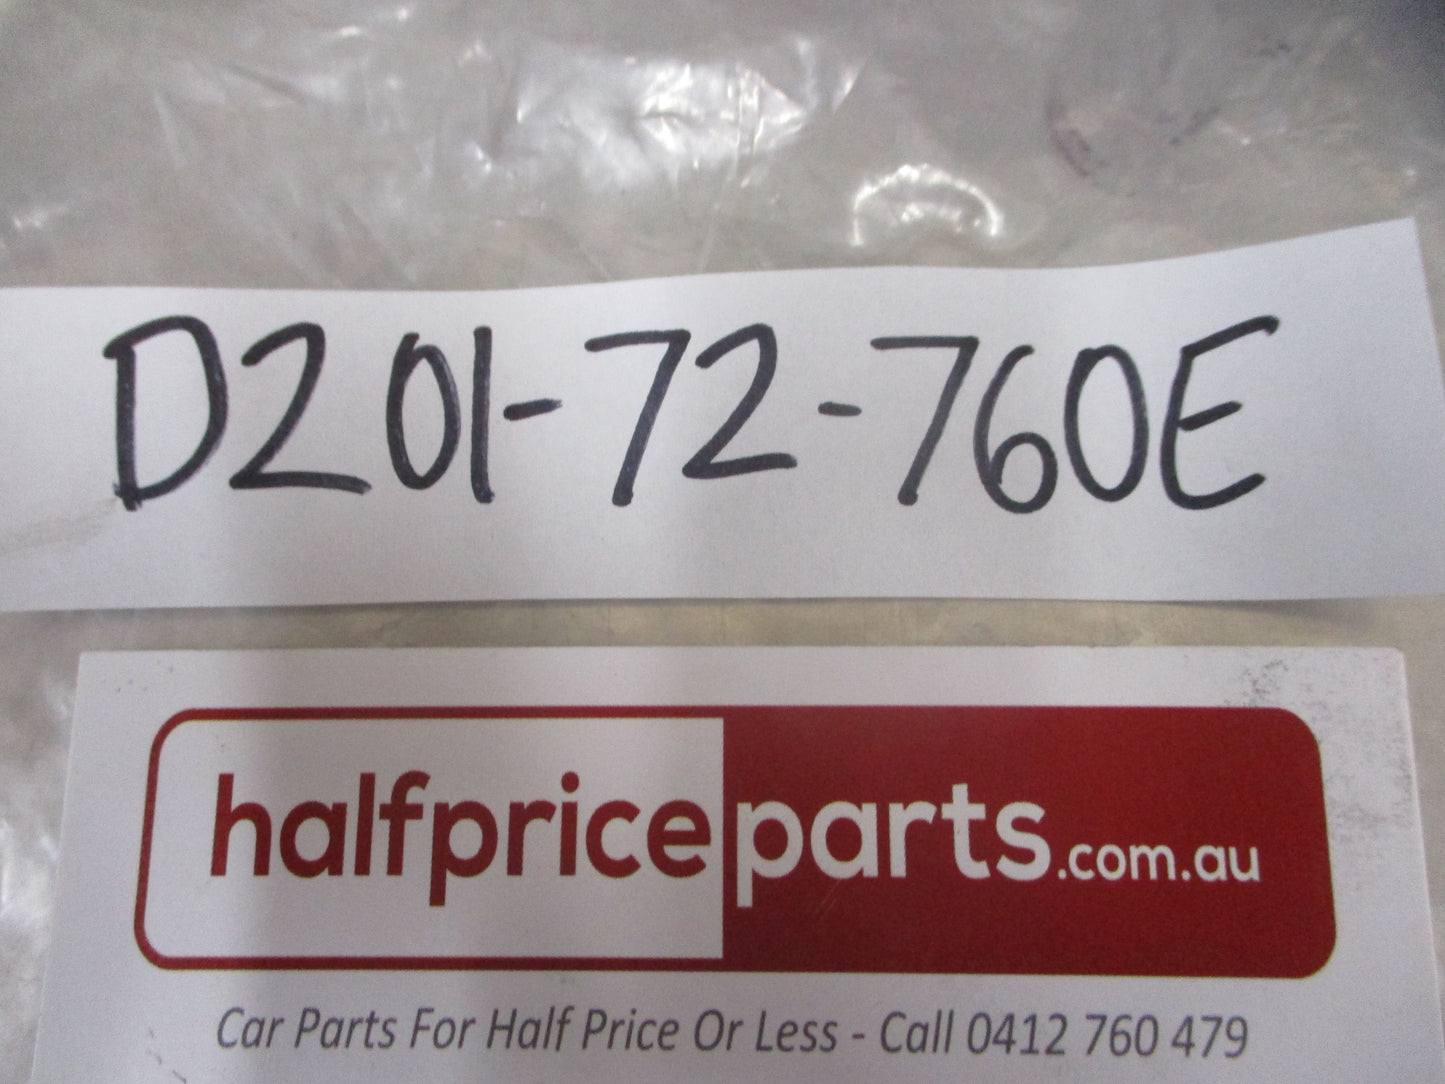 D201-72-760E
halfpriceparts.com.au
Car Parts For Half Price Or Less - Call 0412 760 479